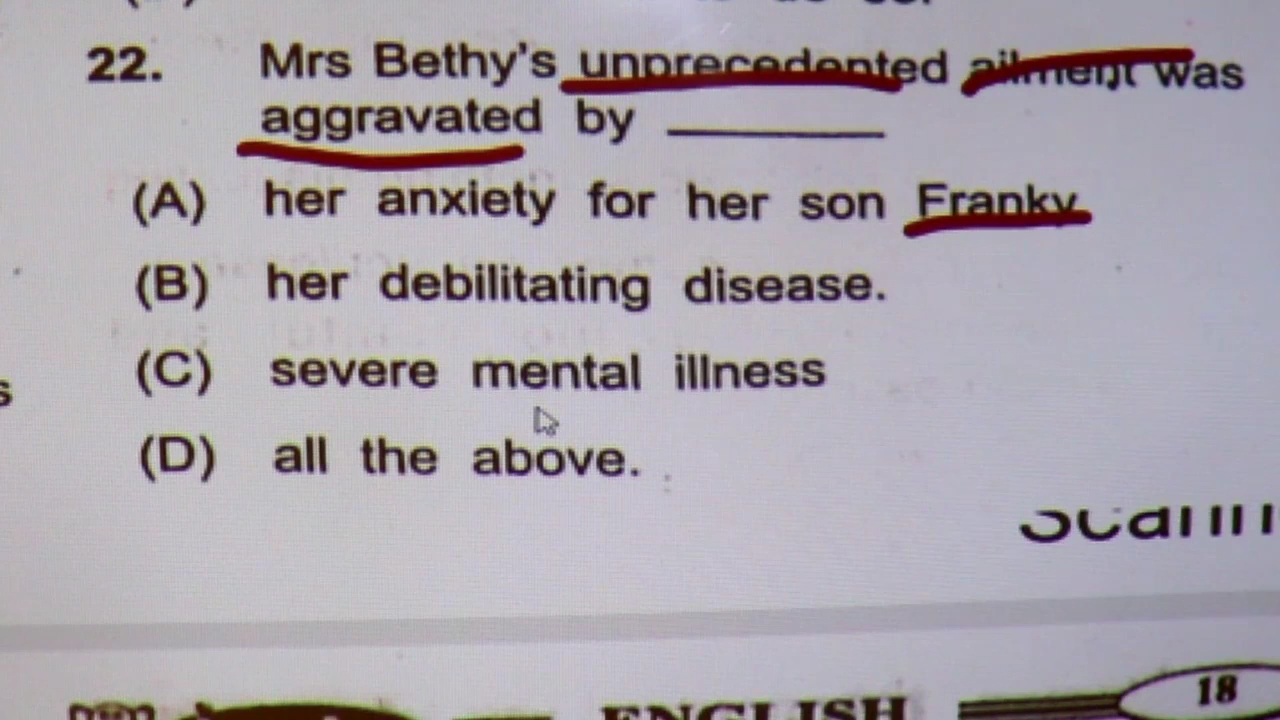 22. Mrs Bethy's unprecedented ailment was
aggravated by ________
(A) her anxiety for her son Franky
(B) her debilitating disease.
(C) severe mental illness
(D) all the above.
ENGLISH 18